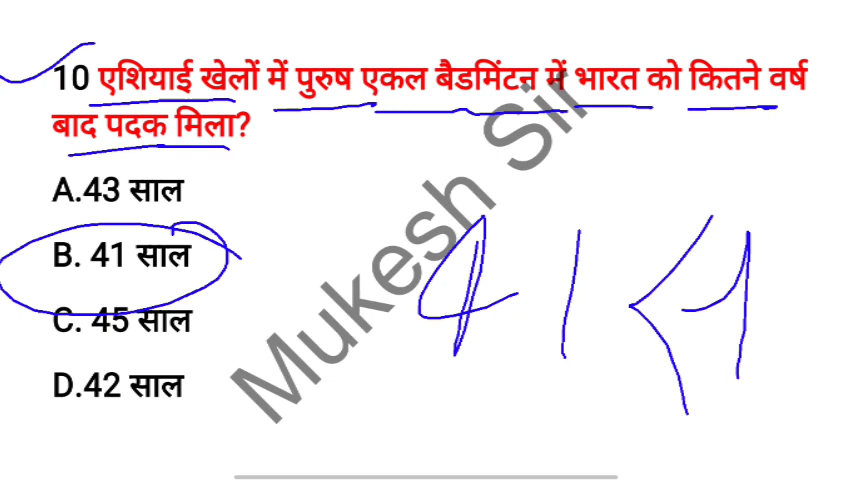 10 एशियाई खेलों में पुरुष एकल बैडमिंटन में भारत को कितने वर्ष
बाद पदक मिला?
A.43 साल
B. 41 साल
C. 45 साल
D.42 साल
Mukesh Sir
41